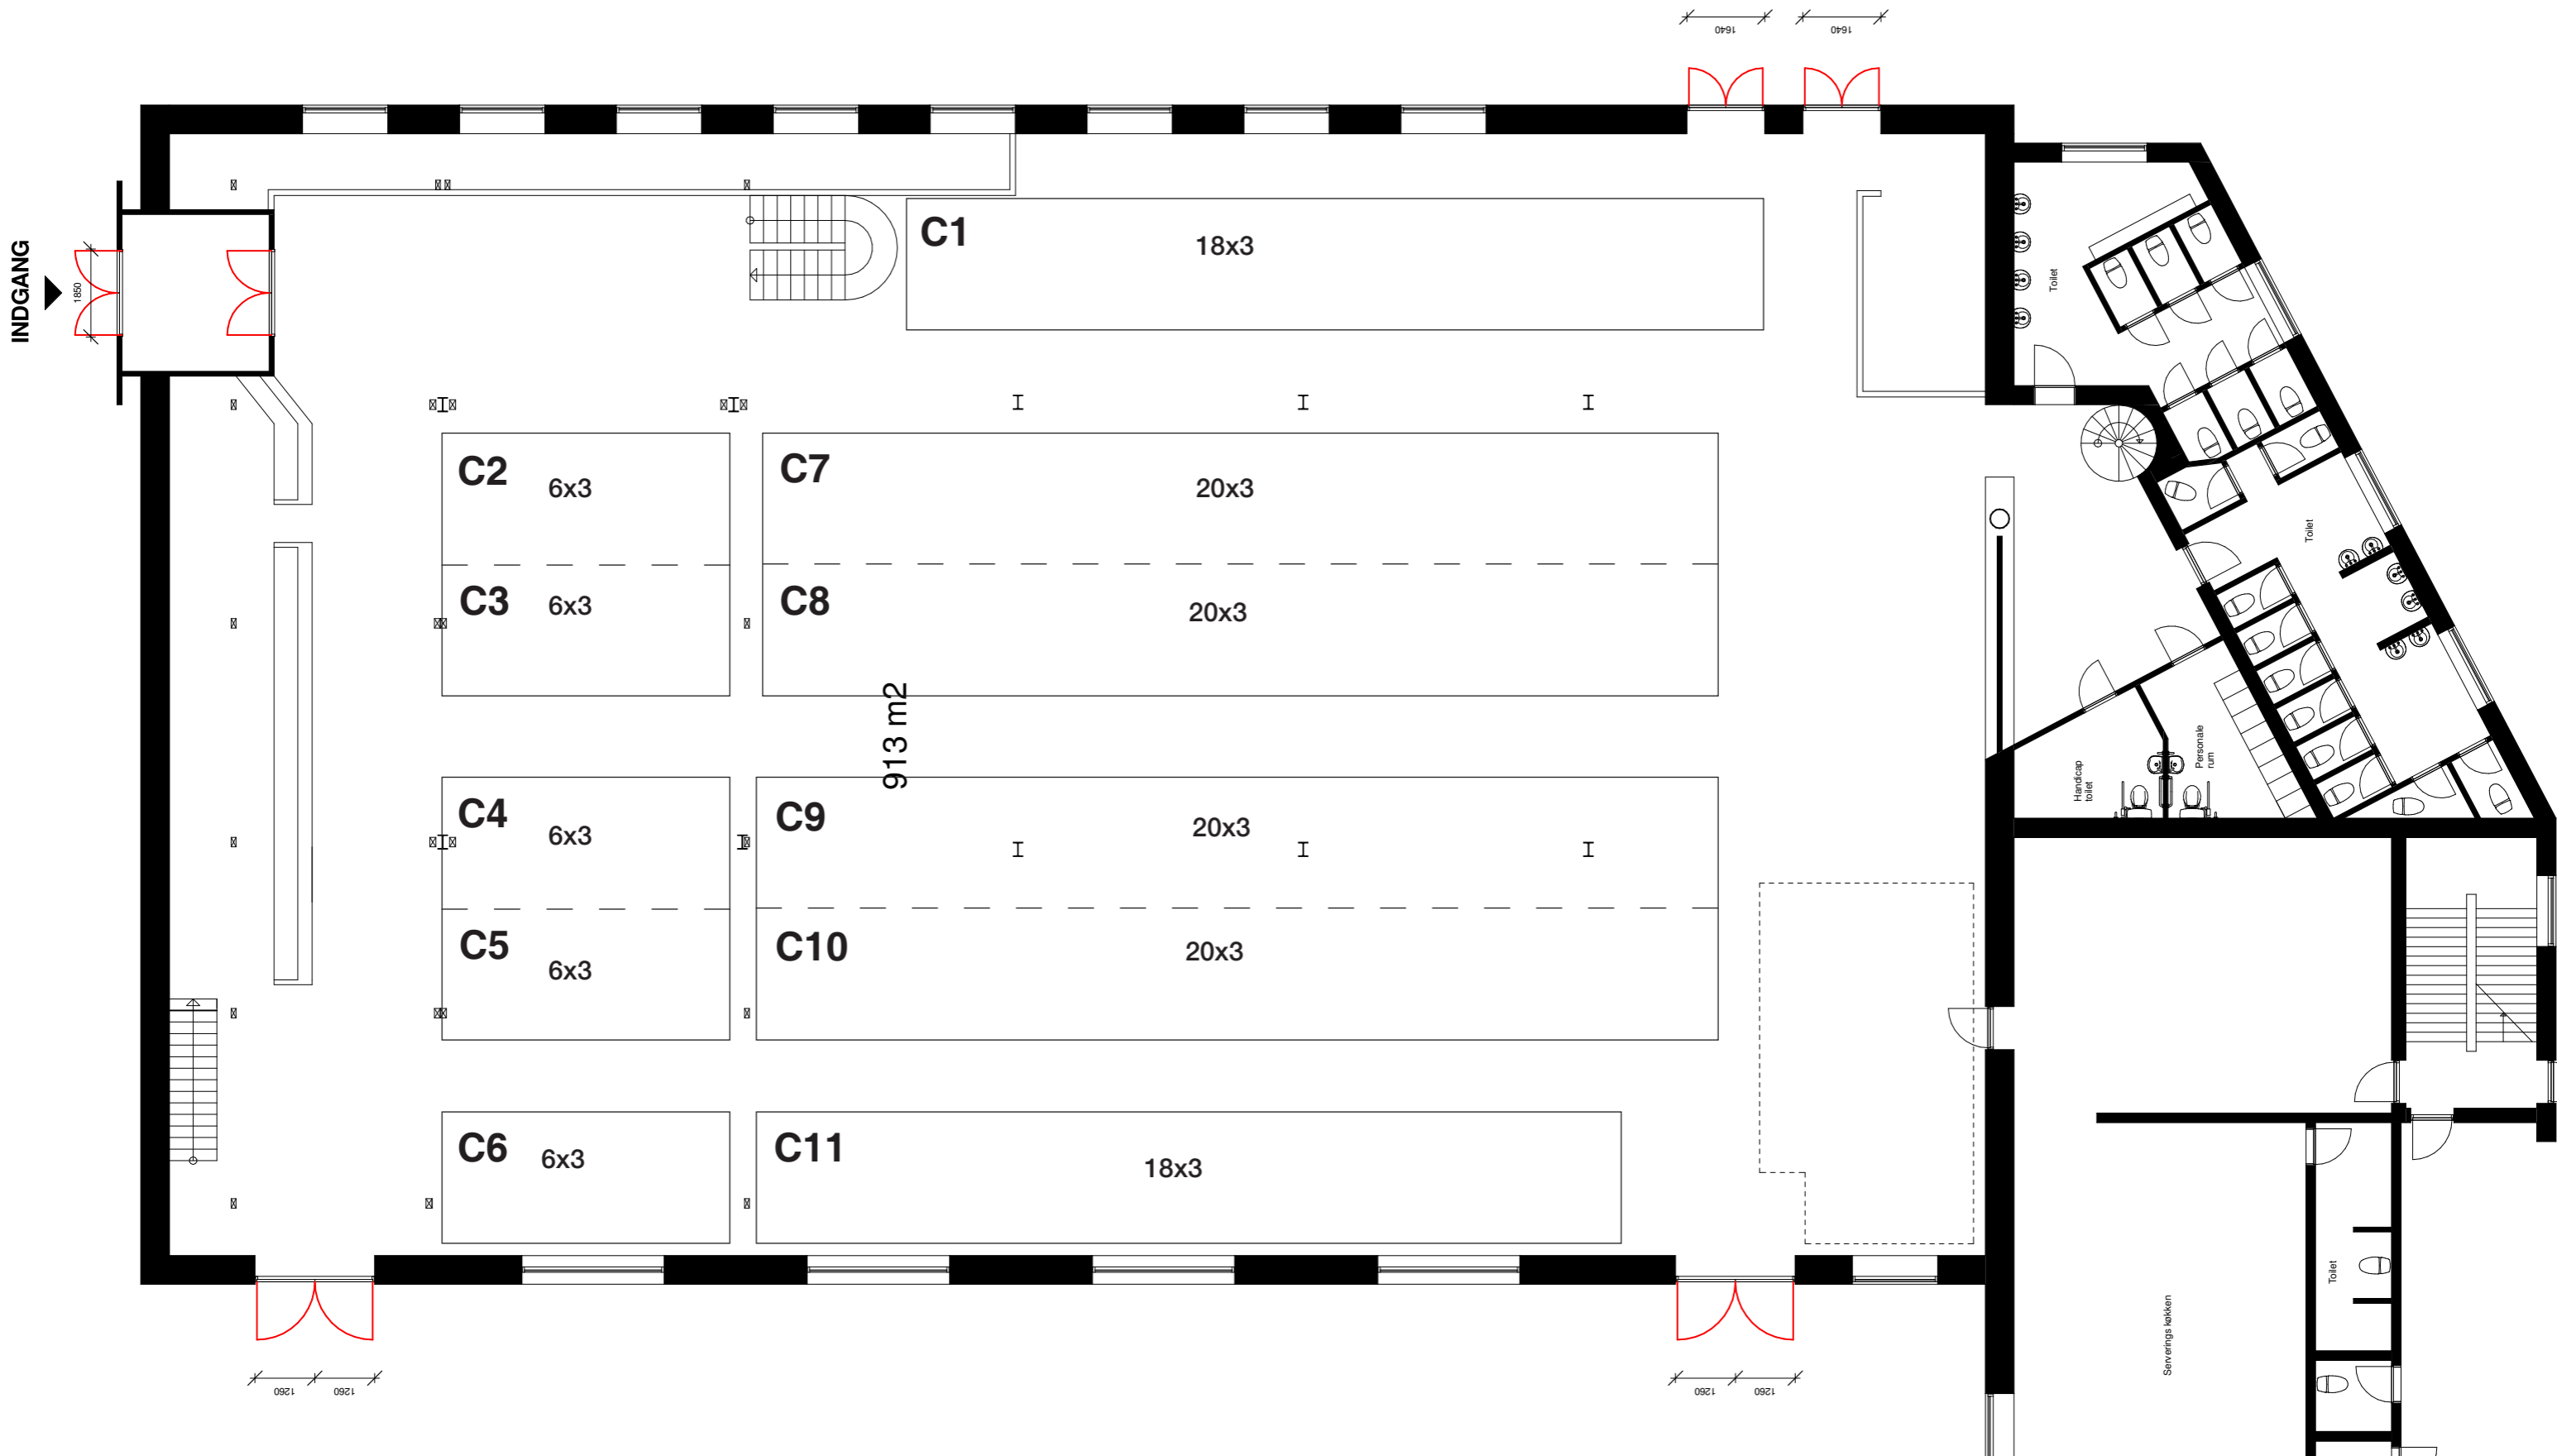 1640
1640
INDGANG
1850
C1
18x3
Toilet
C2
6x3
C7
20x3
Toilet
C3
6x3
C8
20x3
913 m2
Handicap
toilet
Personale
rum
C4
6x3
C9
20x3
C5
6x3
C10
20x3
C6
6x3
C11
18x3
Toilet
Serverings køkken
1260
1260
1260
1260